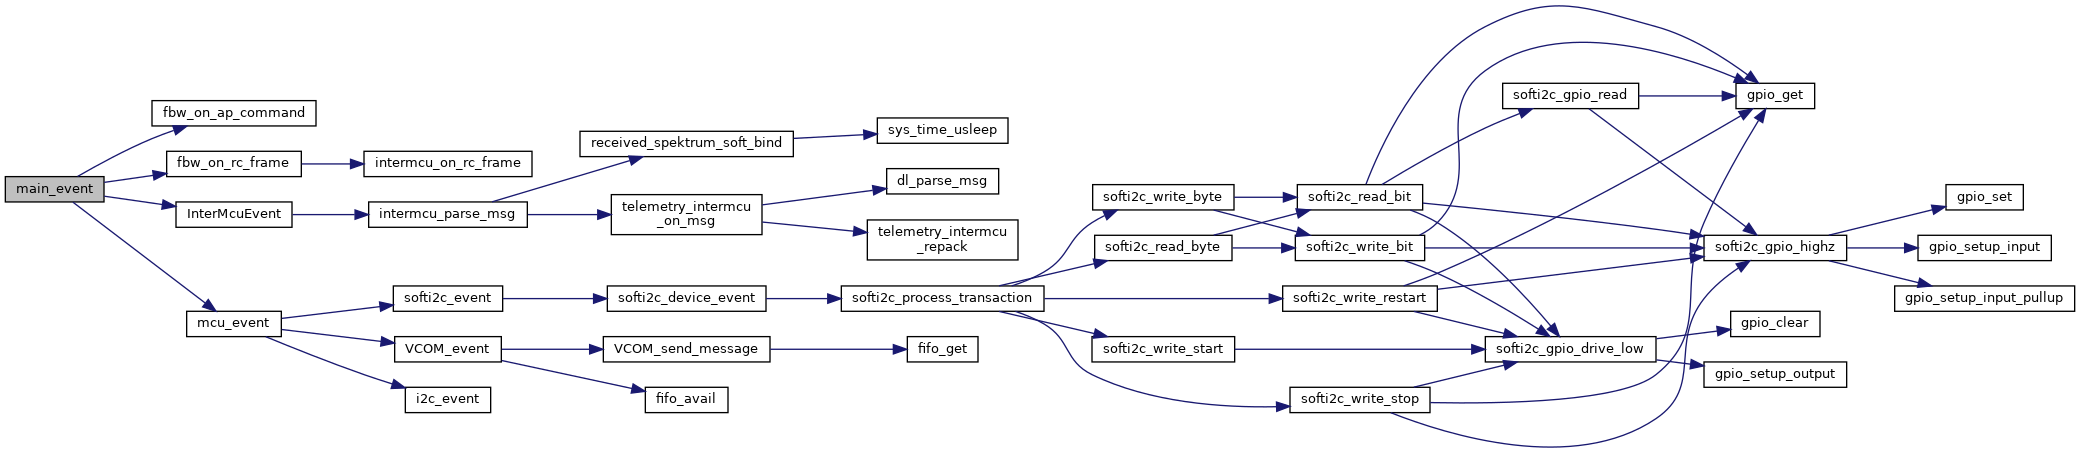 main_event
fbw_on_ap_command
fbw_on_rc_frame
InterMcuEvent
mcu_event
intermcu_on_rc_frame
intermcu_parse_msg
softi2c_event
VCOM_event
i2c_event
received_spektrum_soft_bind
telemetry_intermcu
_on_msg
softi2c_device_event
VCOM_send_message
fifo_avail
sys_time_usleep
dl_parse_msg
telemetry_intermcu
_repack
softi2c_process_transaction
fifo_get
softi2c_write_byte
softi2c_read_byte
softi2c_write_start
softi2c_read_bit
softi2c_write_bit
softi2c_write_restart
softi2c_write_stop
softi2c_gpio_read
softi2c_gpio_drive_low
gpio_get
softi2c_gpio_highz
gpio_clear
gpio_setup_output
gpio_set
gpio_setup_input
gpio_setup_input_pullup